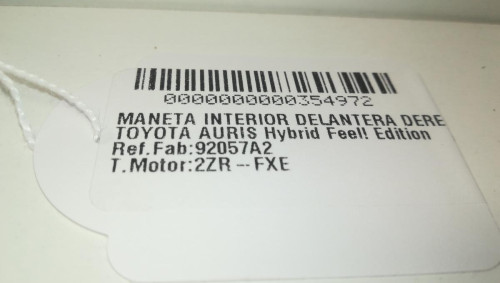 0000000000354972
MANETA INTERIOR DELANTERA DERE
TOYOTA AURIS Hybrid Feel! Edition
Ref.Fab:92057A2
T.Motor:2ZR -- FXE